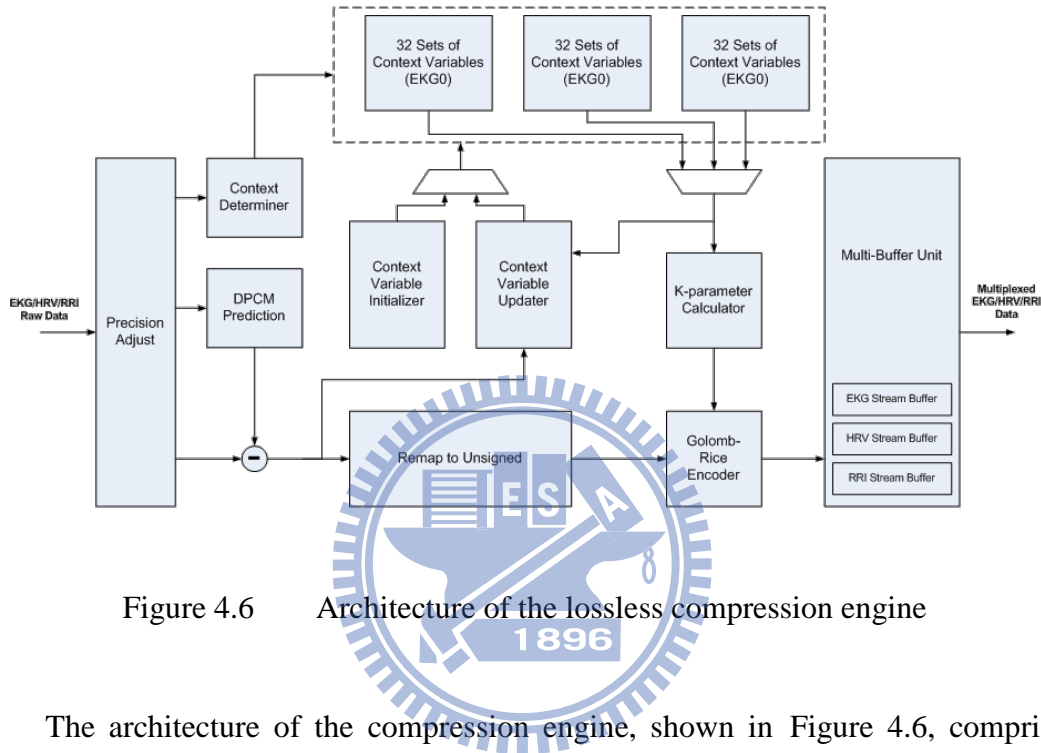 32 Sets of
Context Variables
(EKG0)
32 Sets of
Context Variables
(EKG0)
32 Sets of
Context Variables
(EKG0)
Context
Determiner
Context
Variable
Initializer
Context
Variable
Updater
K-parameter
Calculator
Multi-Buffer Unit
EKG/HRV/RRI
Raw Data
Precision
Adjust
DPCM
Prediction
Multiplexed
EKG/HRV/RRI
Data
EKG Stream Buffer
HRV Stream Buffer
RRI Stream Buffer
Remap to Unsigned
Golomb-
Rice
Encoder
E S A
Figure 4.6 Architecture of the lossless compression engine
1896
The architecture of the compression engine, shown in Figure 4.6, compri